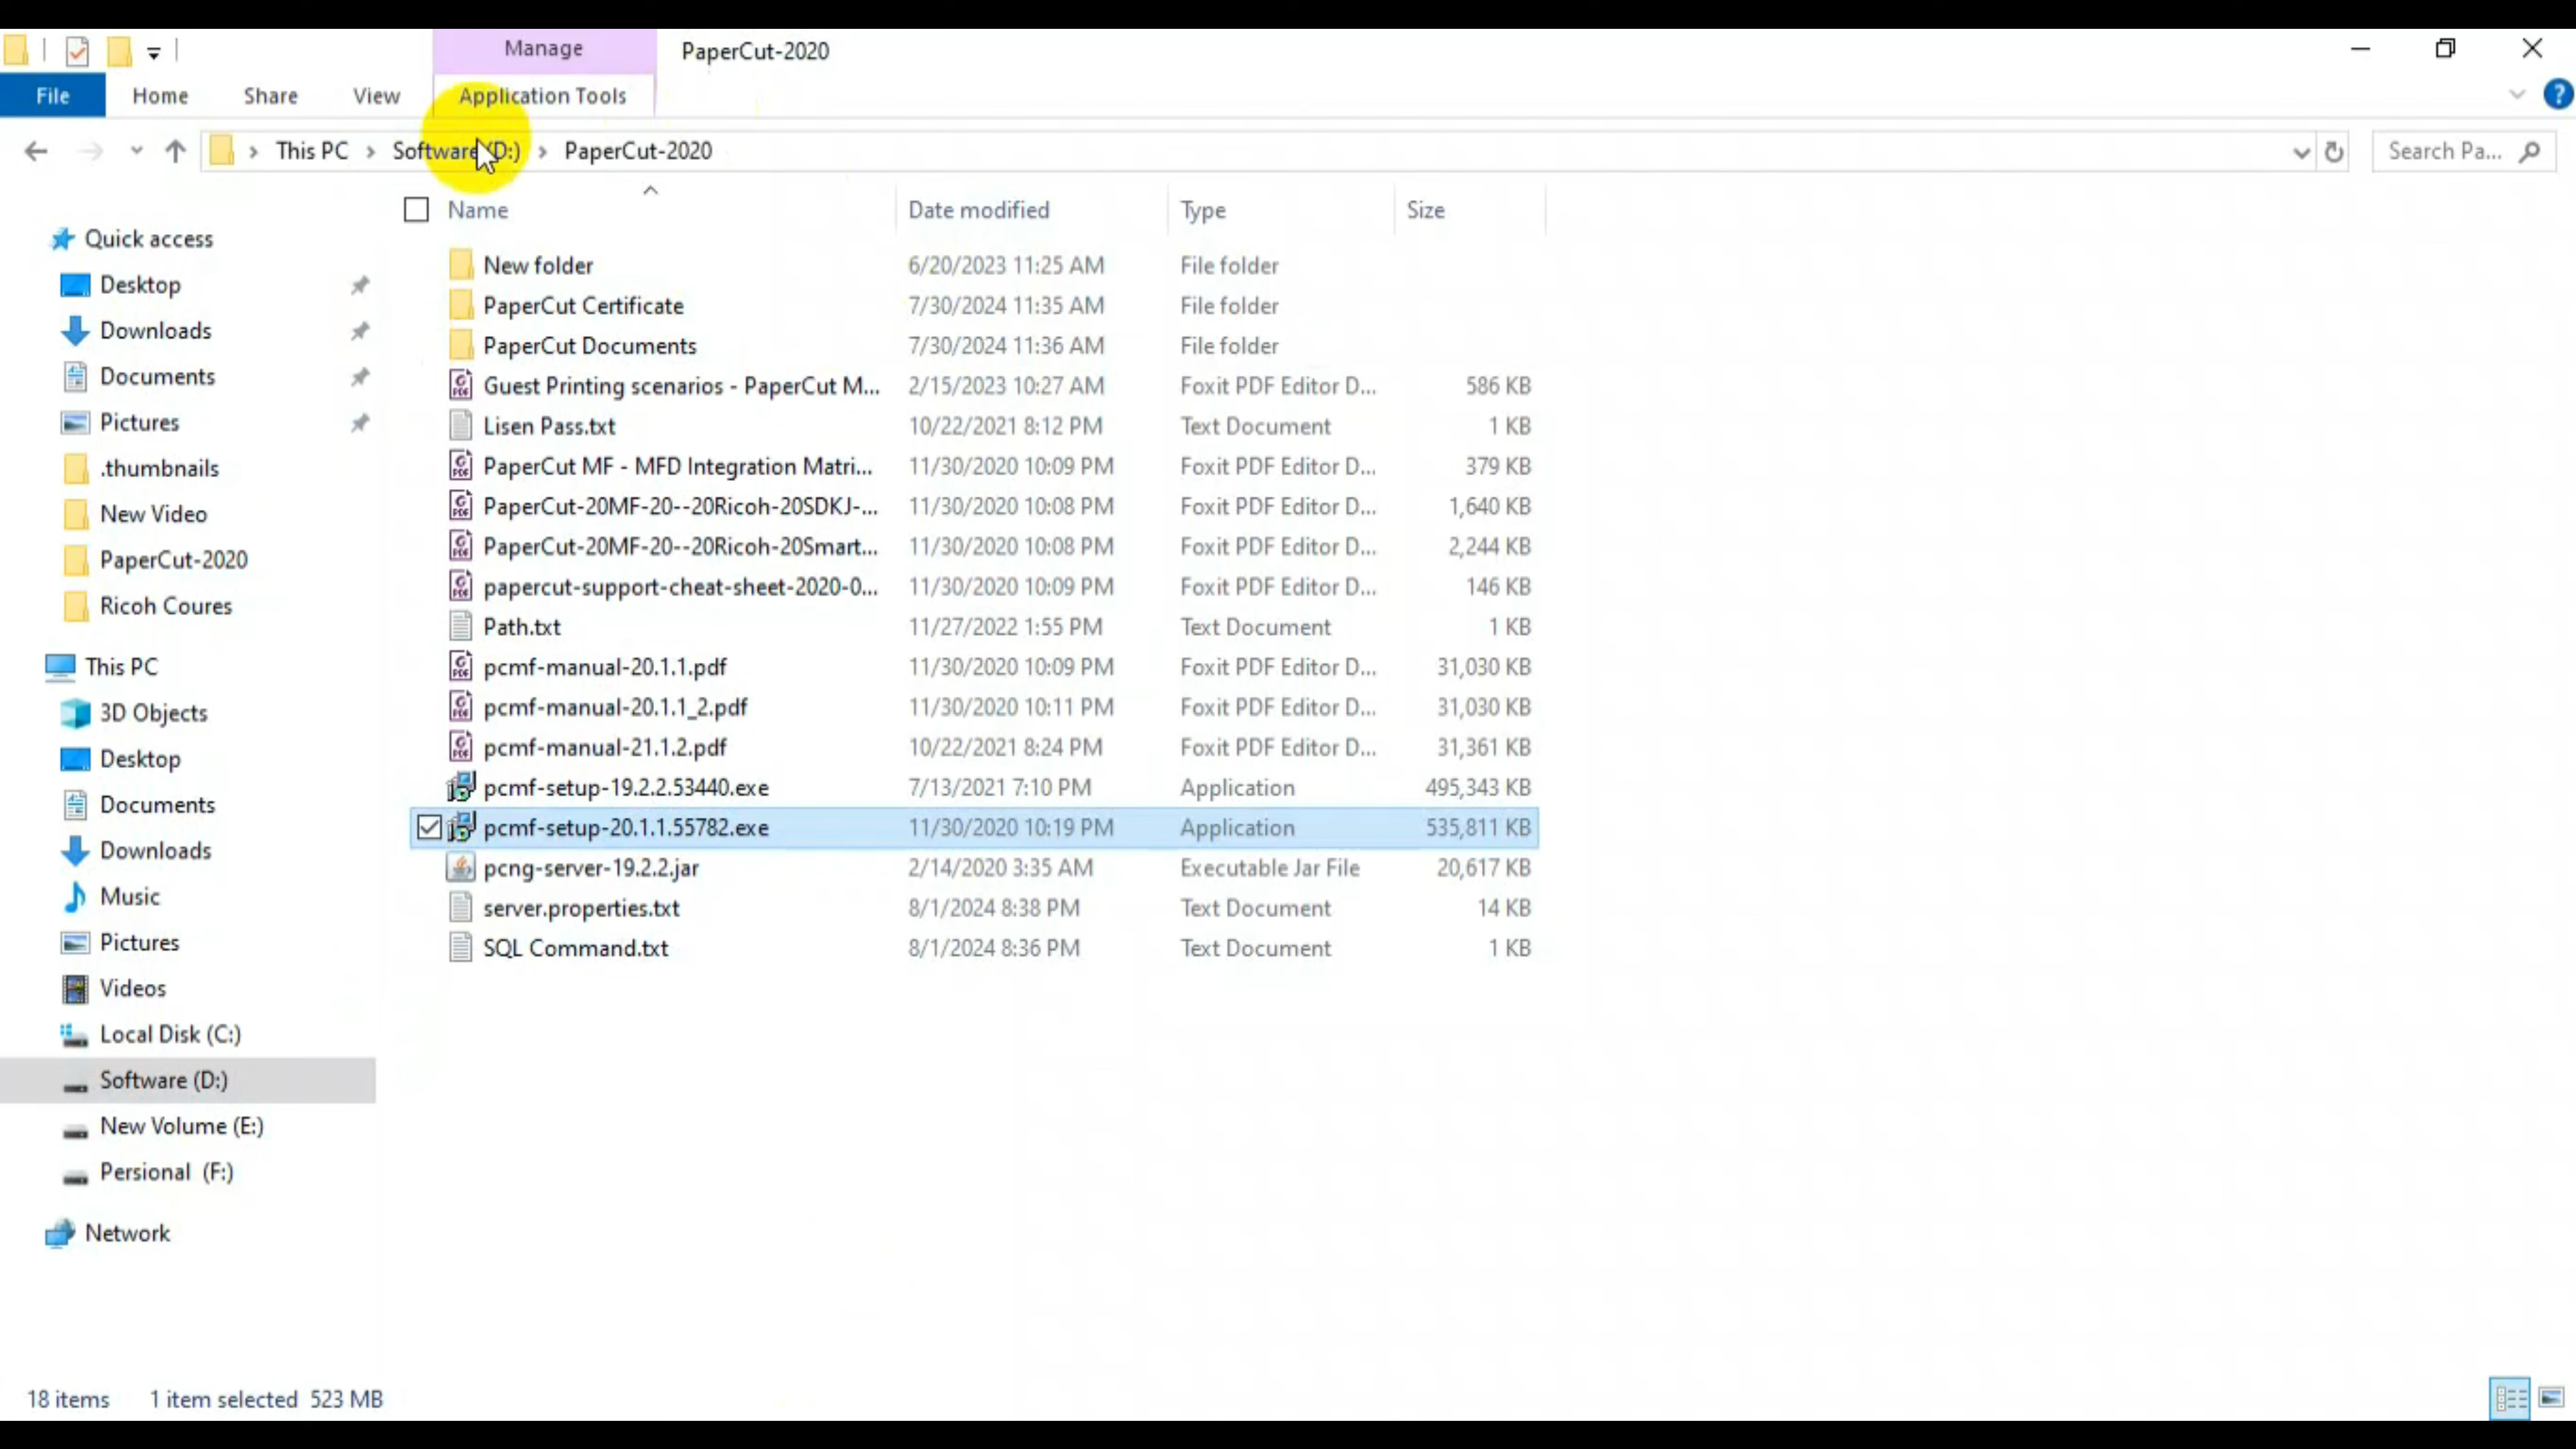 Manage PaperCut-2020
File Home Share View Application Tools
This PC Software (D:) PaperCut-2020 Search Pa...
Name Date modified Type Size
Quick access
Desktop
Downloads
Documents
Pictures
.thumbnails
New Video
PaperCut-2020
Ricoh Coures
This PC
3D Objects
Desktop
Documents
Downloads
Music
Pictures
Videos
Local Disk (C:)
Software (D:)
New Volume (E:)
Persional (F:)
Network
New folder 6/20/2023 11:25 AM File folder
PaperCut Certificate 7/30/2024 11:35 AM File folder
PaperCut Documents 7/30/2024 11:36 AM File folder
Guest Printing scenarios - PaperCut M... 2/15/2023 10:27 AM Foxit PDF Editor D... 586 KB
Lisen Pass.txt 10/22/2021 8:12 PM Text Document 1 KB
PaperCut MF - MFD Integration Matri... 11/30/2020 10:09 PM Foxit PDF Editor D... 379 KB
PaperCut-20MF-20--20Ricoh-20SDKJ-... 11/30/2020 10:08 PM Foxit PDF Editor D... 1,640 KB
PaperCut-20MF-20--20Ricoh-20Smart... 11/30/2020 10:08 PM Foxit PDF Editor D... 2,244 KB
papercut-support-cheat-sheet-2020-0... 11/30/2020 10:09 PM Foxit PDF Editor D... 146 KB
Path.txt 11/27/2022 1:55 PM Text Document 1 KB
pcmf-manual-20.1.1.pdf 11/30/2020 10:09 PM Foxit PDF Editor D... 31,030 KB
pcmf-manual-20.1.1_2.pdf 11/30/2020 10:11 PM Foxit PDF Editor D... 31,030 KB
pcmf-manual-21.1.2.pdf 10/22/2021 8:24 PM Foxit PDF Editor D... 31,361 KB
pcmf-setup-19.2.2.53440.exe 7/13/2021 7:10 PM Application 495,343 KB
pcmf-setup-20.1.1.55782.exe 11/30/2020 10:19 PM Application 535,811 KB
pcng-server-19.2.2.jar 2/14/2020 3:35 AM Executable Jar File 20,617 KB
server.properties.txt 8/1/2024 8:38 PM Text Document 14 KB
SQL Command.txt 8/1/2024 8:36 PM Text Document 1 KB
18 items 1 item selected 523 MB